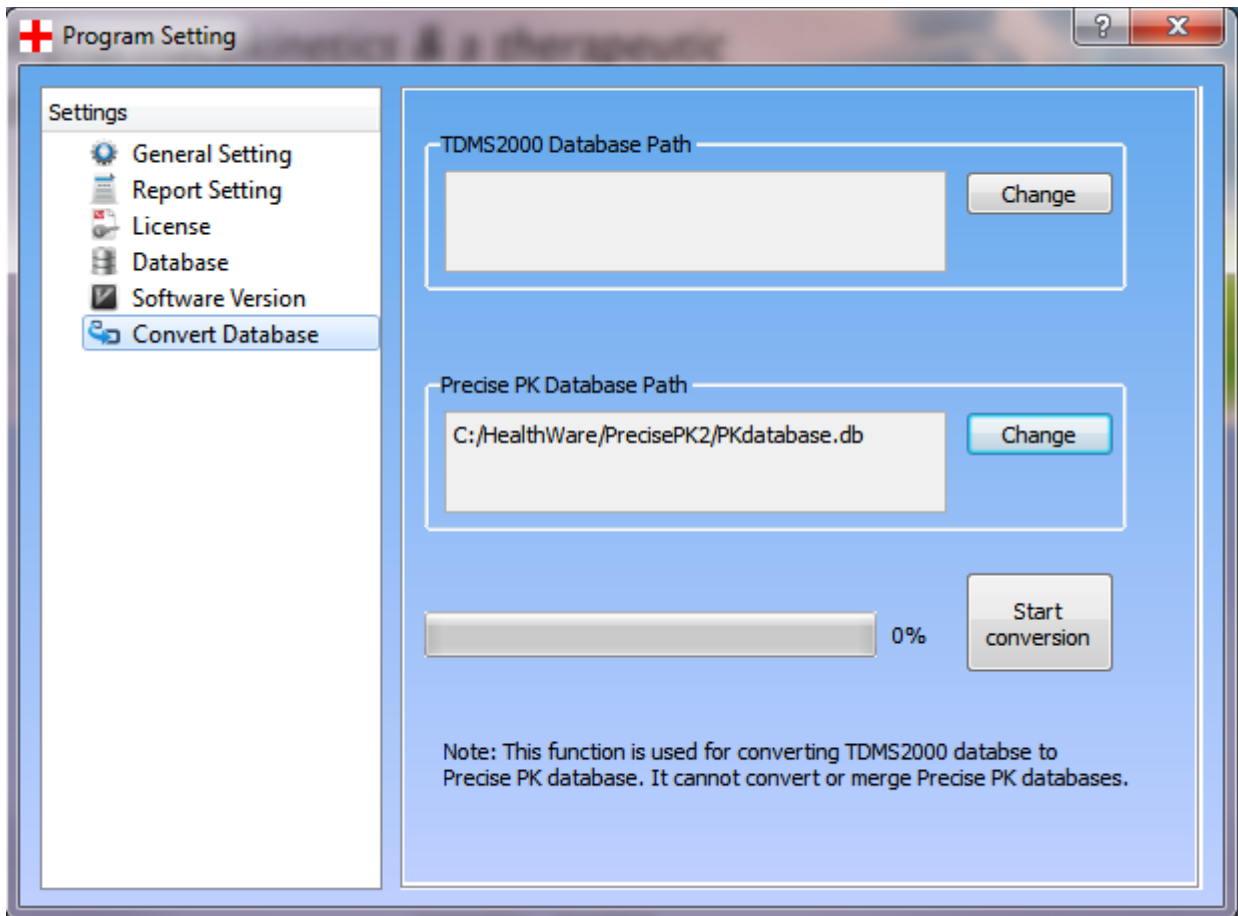 Program Setting
kinetics & a therapeutic
Settings
General Setting
Report Setting
License
Database
Software Version
Convert Database
TDMS2000 Database Path
Change
Precise PK Database Path
C:/HealthWare/PrecisePK2/PKdatabase.db
Change
0%
Start
conversion
Note: This function is used for converting TDMS2000 databse to
Precise PK database. It cannot convert or merge Precise PK databases.